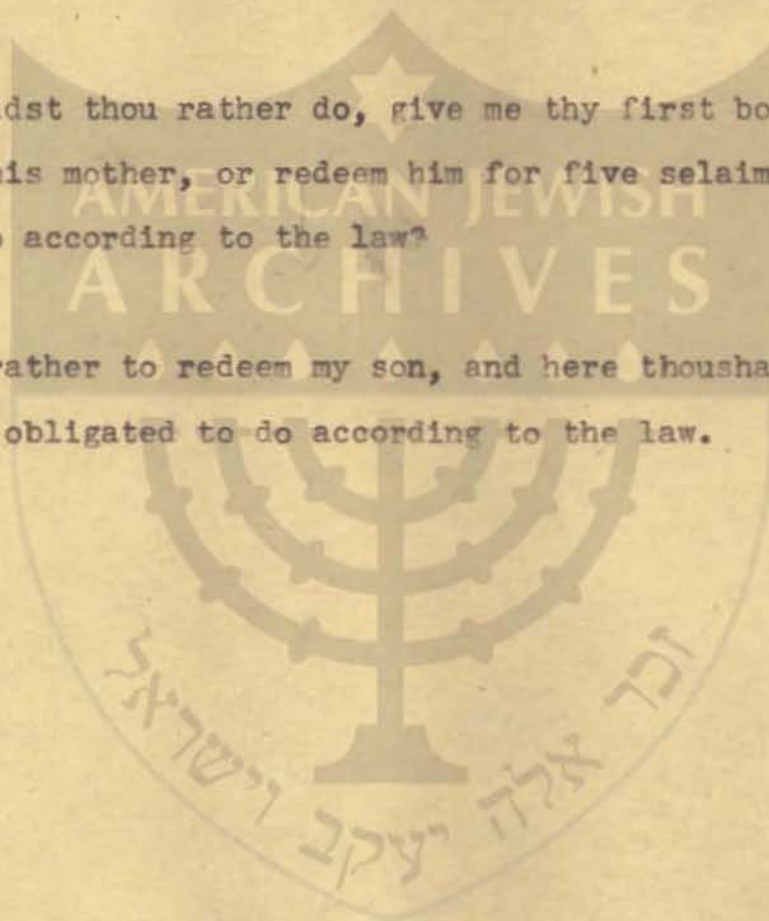 dst thou rather do, give me thy first bo
is mother, or redeem him for five selaim
according to the law?
AMERICAN JEWISH
ARCHIVES
ather to redeem my son, and here thousha
obligated to do according to the law.
זכר אלה יעקב וישראל